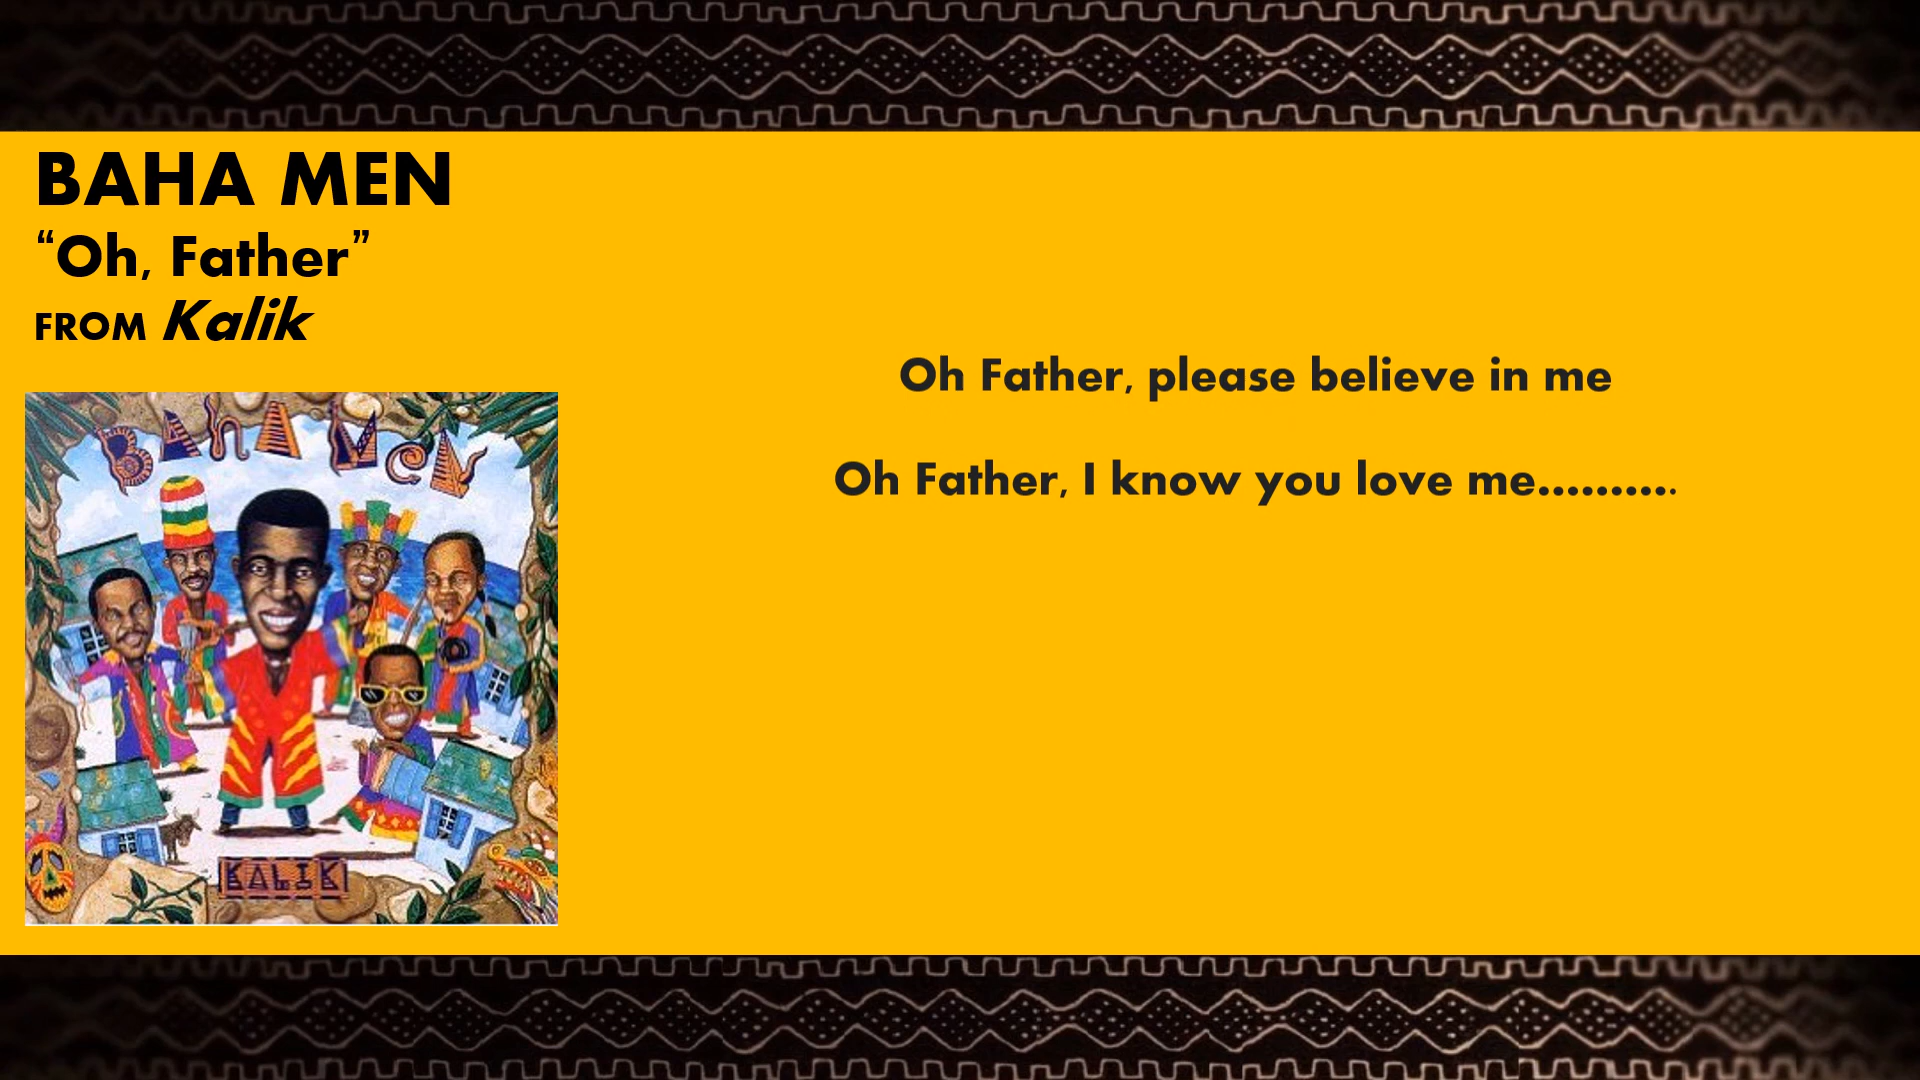 BAHA MEN
“Oh, Father”
FROM Kalik
BAHA MEN
KALIK
Oh Father, please believe in me
Oh Father, I know you love me..........